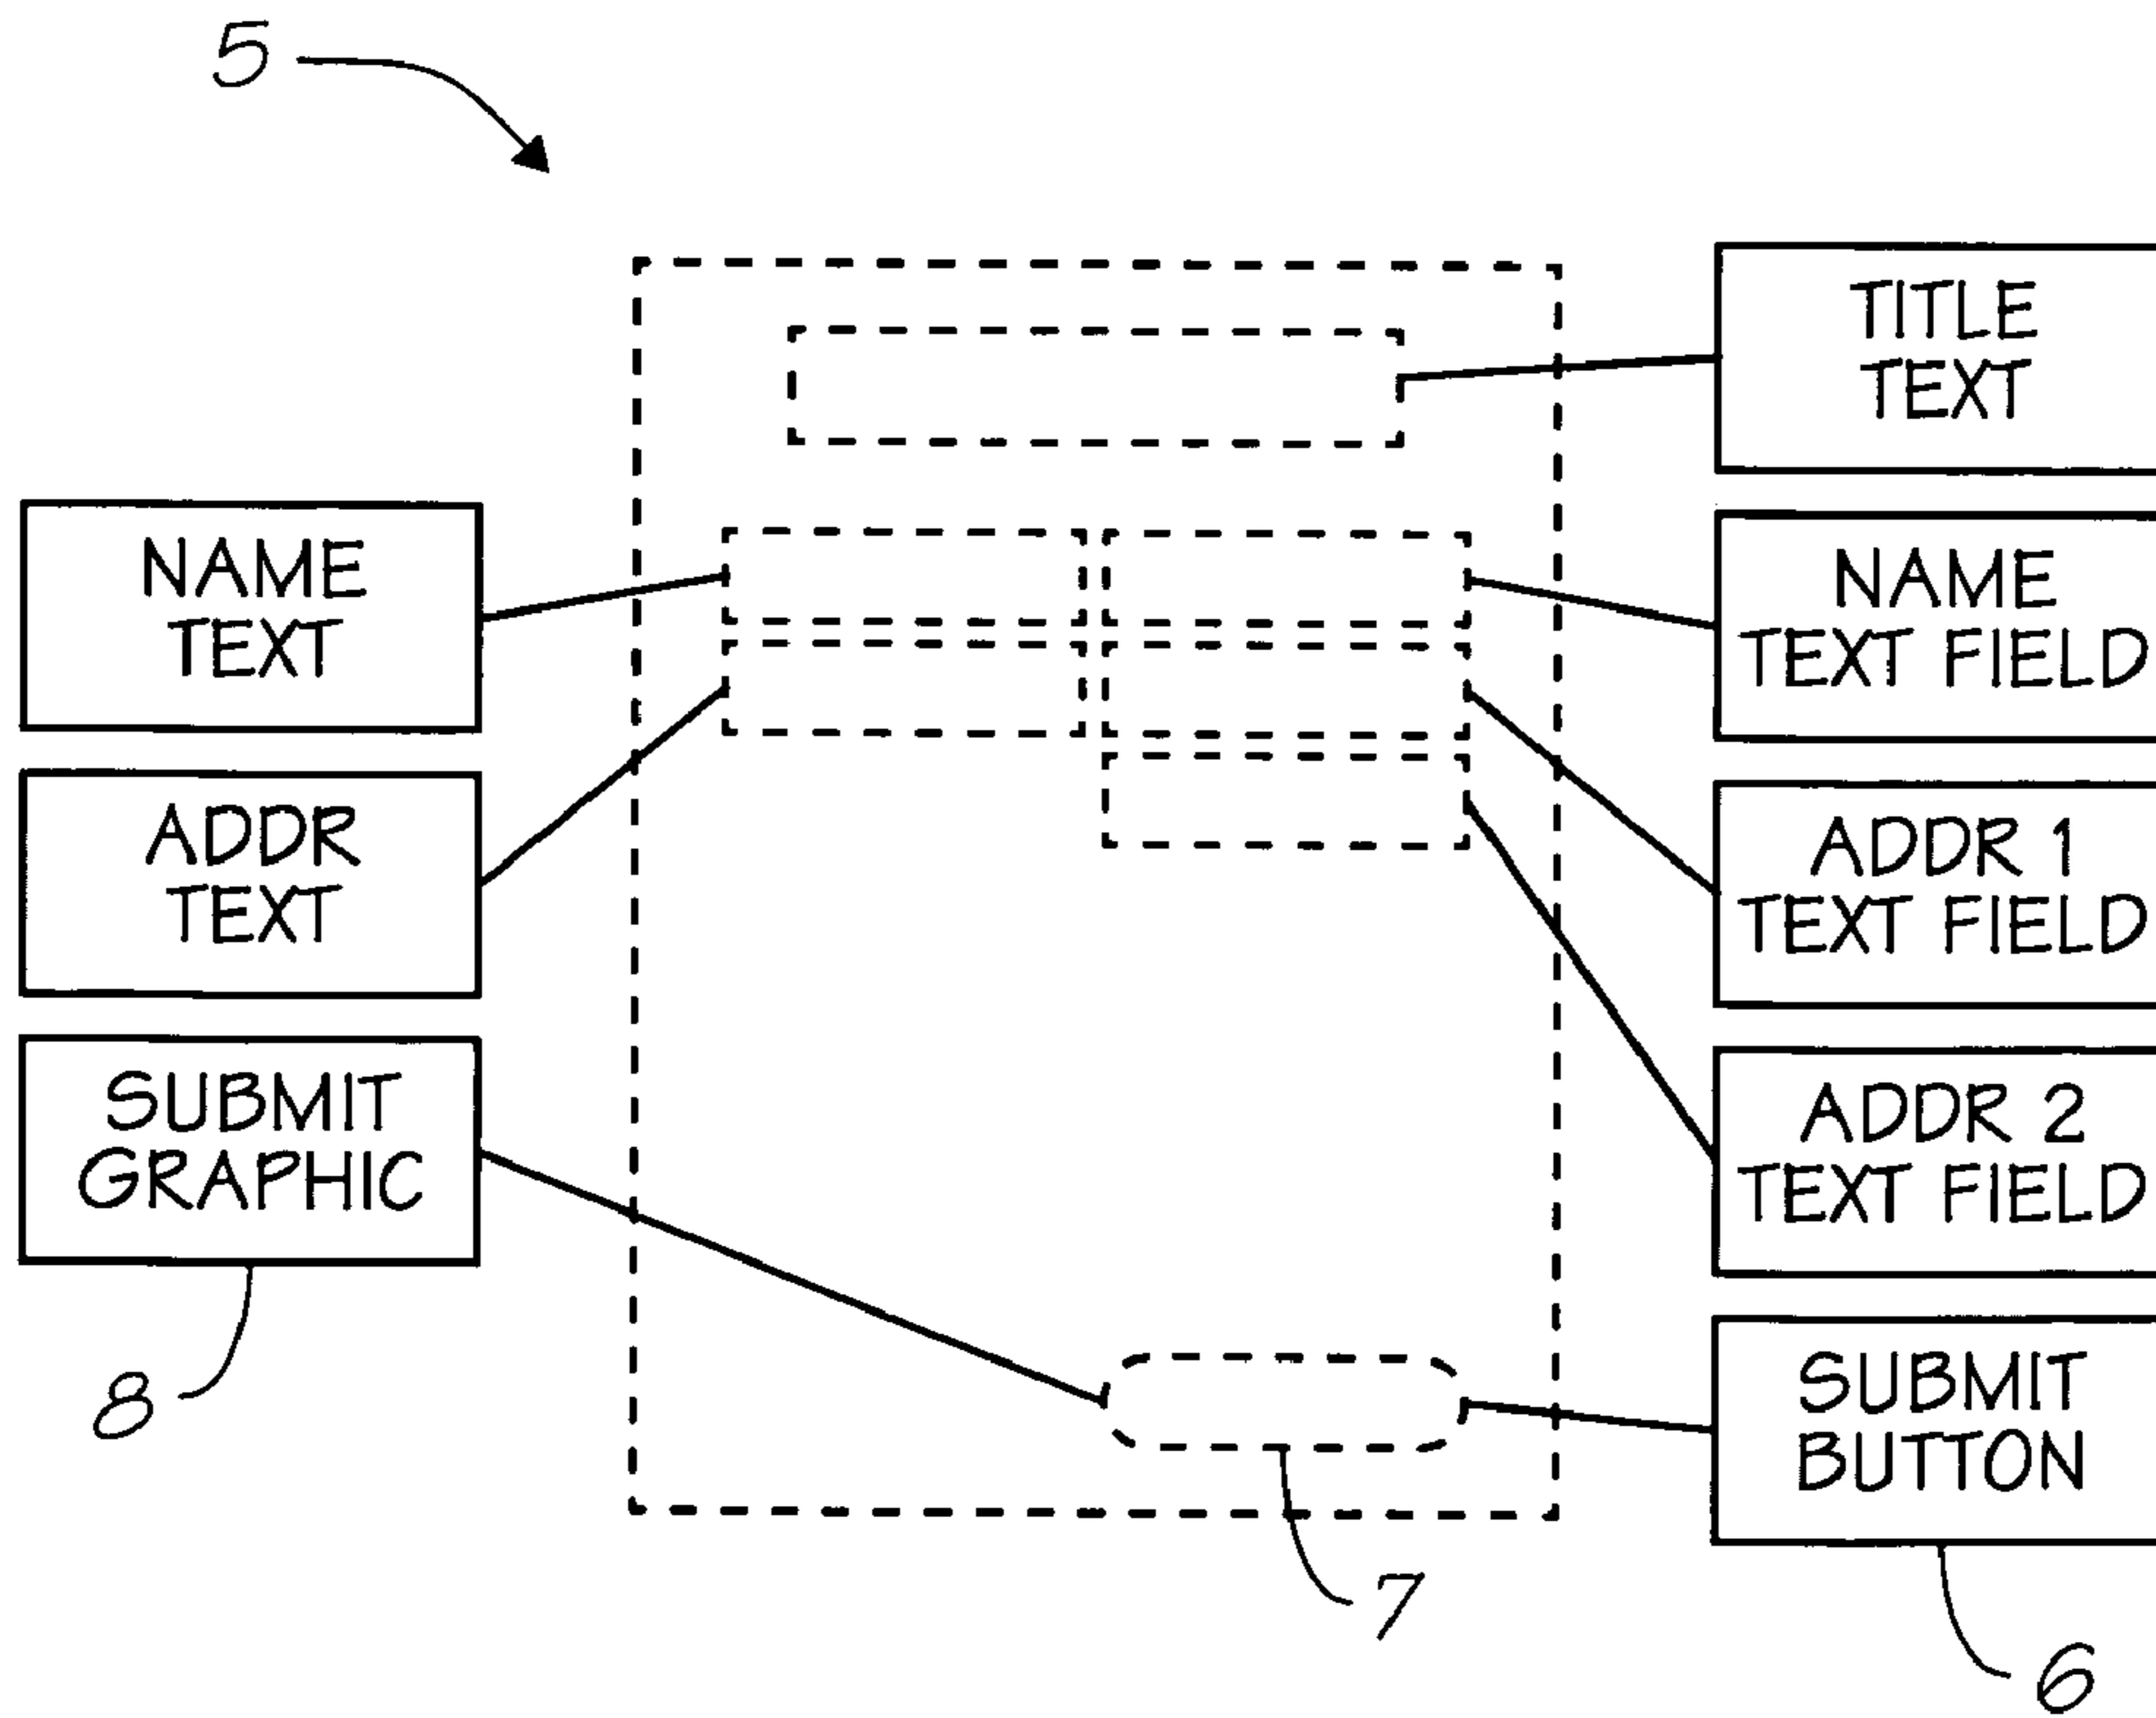 5
TITLE
TEXT
NAME
TEXT
NAME
TEXT FIELD
ADDR
TEXT
ADDR 1
TEXT FIELD
SUBMIT
GRAPHIC
ADDR 2
TEXT FIELD
8
SUBMIT
BUTTON
7
6